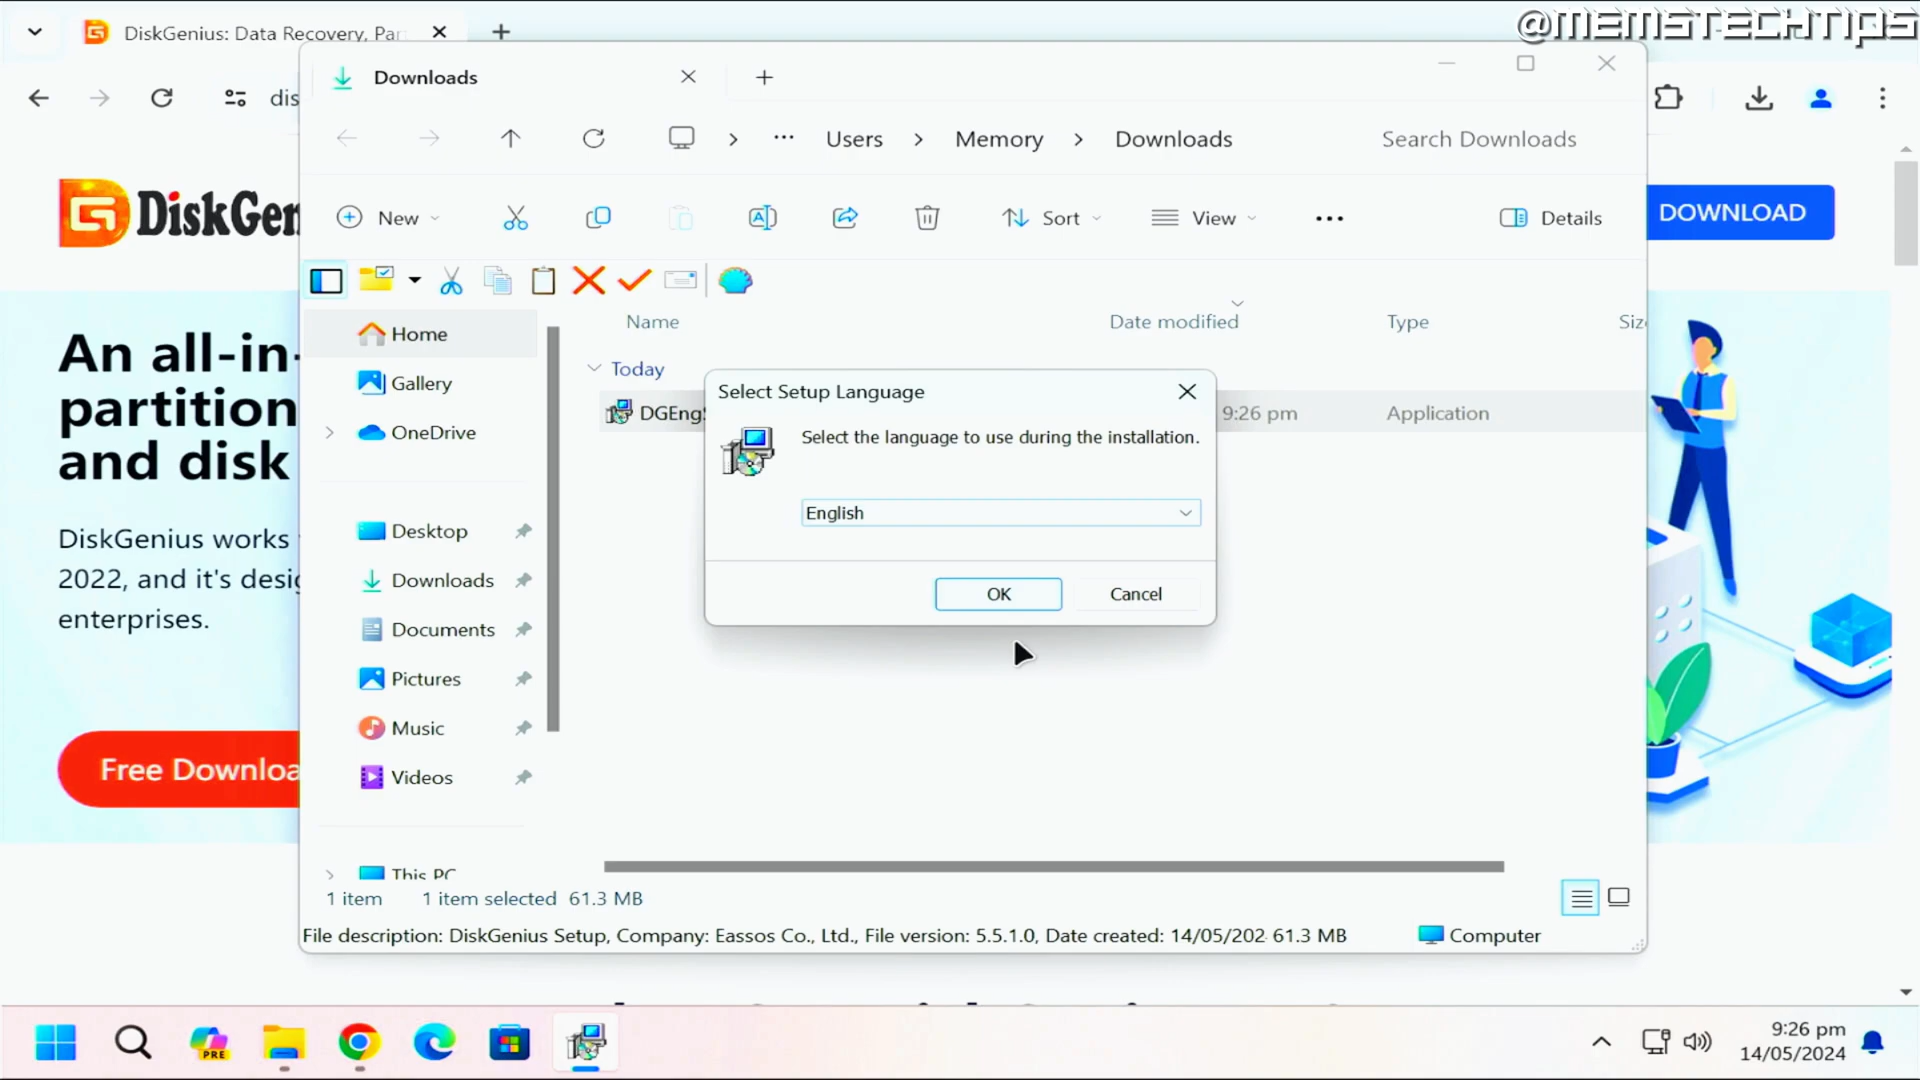 @MEMSTECHTIPS
DiskGenius: Data Recovery, Par
Downloads
dis
Users
Memory
Downloads
Search Downloads
DiskGen
New
Sort
View
Details
DOWNLOAD
Home
Name
Date modified
Type
Siz
Gallery
Today
An all-in-
partition
and disk
OneDrive
DGEngS
Select Setup Language
9:26 pm
Application
Select the language to use during the installation.
English
DiskGenius works
2022, and it's desig
enterprises.
Desktop
Downloads
OK
Cancel
Documents
Pictures
Music
Free Downloa
Videos
This PC
1 item
1 item selected 61.3 MB
File description: DiskGenius Setup, Company: Eassos Co., Ltd., File version: 5.5.1.0, Date created: 14/05/202 61.3 MB
Computer
PRE
9:26 pm
14/05/2024